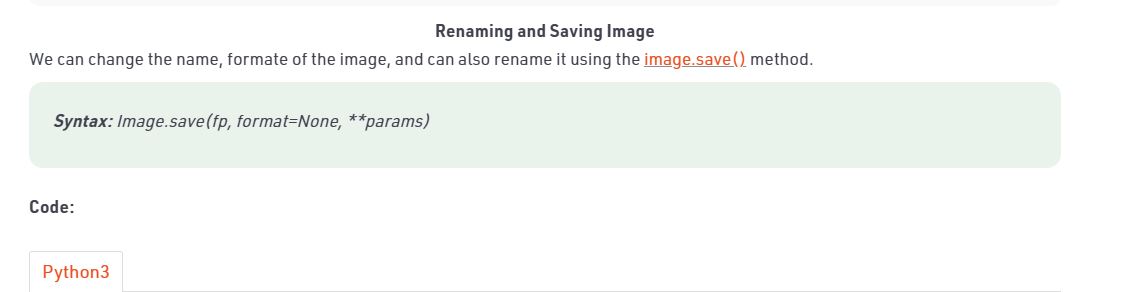 Renaming and Saving Image
We can change the name, formate of the image, and can also rename it using the image.save() method.
Syntax: Image.save(fp, format=None, **params)
Code:
Python3